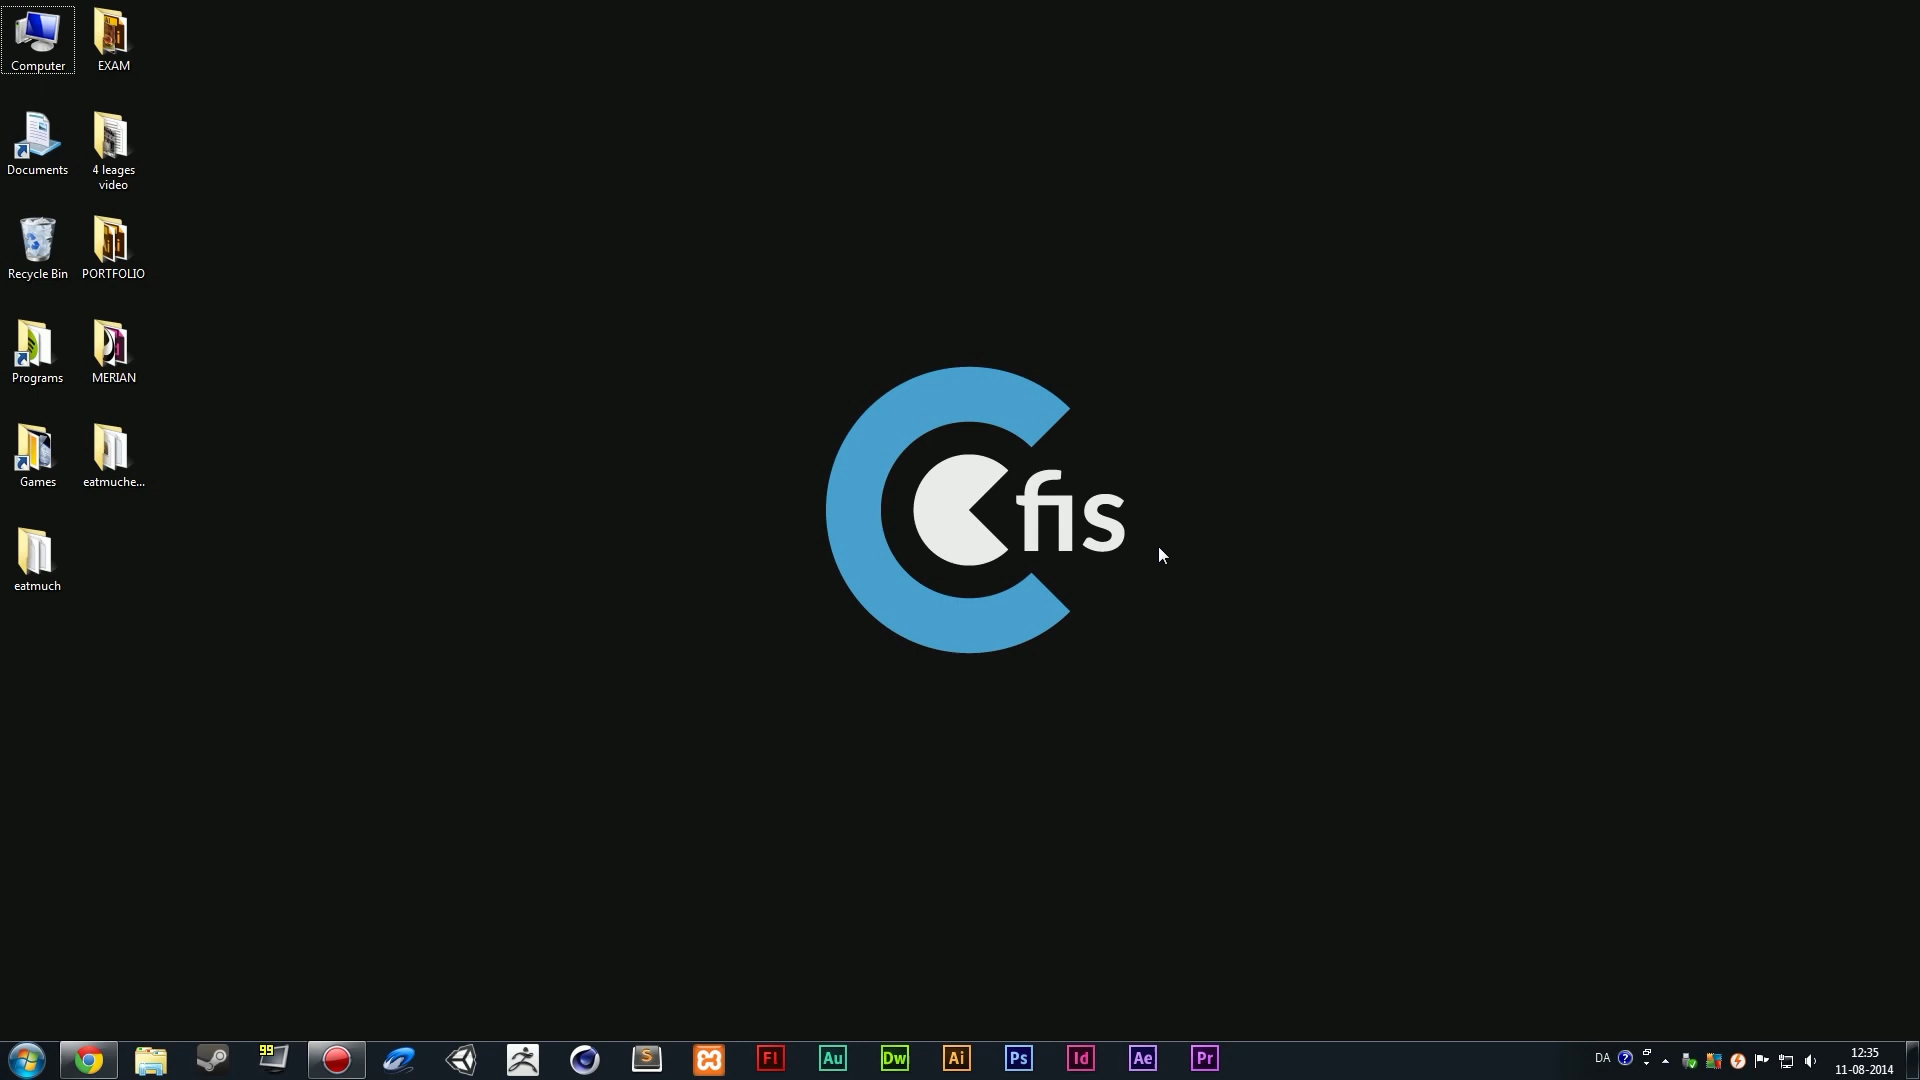 Computer
EXAM
Documents
4 leages
video
Recycle Bin
PORTFOLIO
Programs
MERIAN
Games
eatmuche...
eatmuch
fis
99
S
Fl
Au
Dw
Ai
Ps
Id
Ae
Pr
DA
12:35
11-08-2014